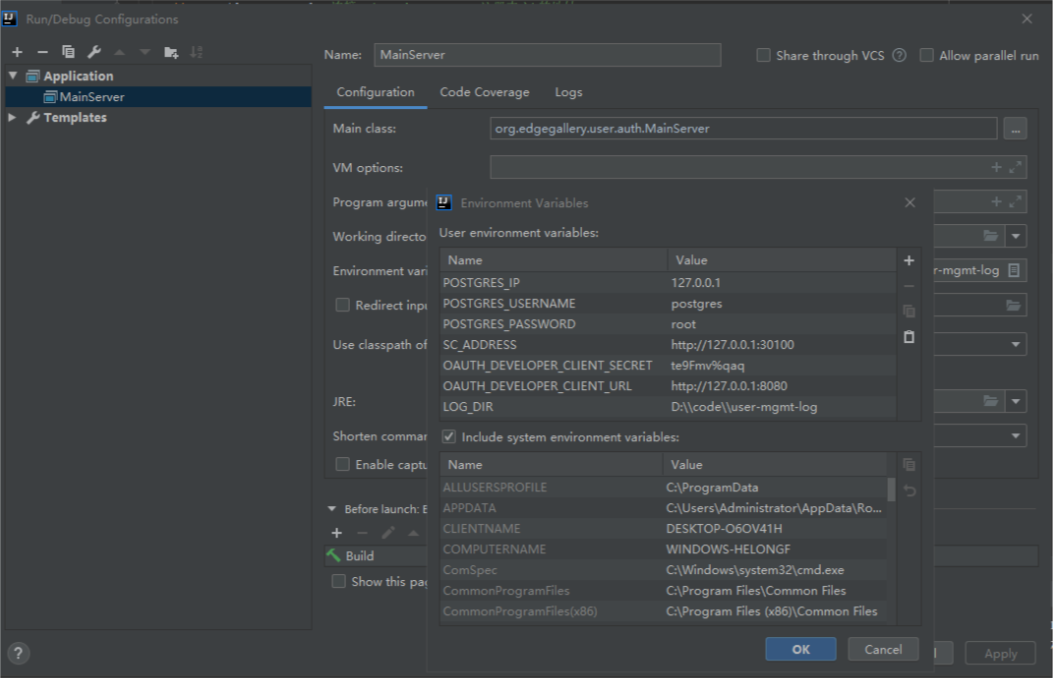 Run/Debug Configurations
Name: MainServer
Share through VCS
Allow parallel run
Application
MainServer
Templates
Configuration Code Coverage Logs
Main class: org.edgegallery.user.auth.MainServer ...
VM options:
Program argume
Environment Variables
User environment variables:
Working directo
Name Value
POSTGRES_IP 127.0.0.1
Environment vari
r-mgmt-log
POSTGRES_USERNAME postgres
Redirect inpu
POSTGRES_PASSWORD root
Use classpath of
SC_ADDRESS http://127.0.0.1:30100
OAUTH_DEVELOPER_CLIENT_SECRET te9Fmv%qaq
OAUTH_DEVELOPER_CLIENT_URL http://127.0.0.1:8080
JRE:
LOG_DIR D:\\code\\user-mgmt-log
Shorten commar
Include system environment variables:
Enable captu
Name Value
ALLUSERSPROFILE C:\ProgramData
Before launch: B
APPDATA C:\Users\Administrator\AppData\Ro...
CLIENTNAME DESKTOP-O6OV41H
COMPUTERNAME WINDOWS-HELONGF
Build
ComSpec C:\Windows\system32\cmd.exe
Show this pag
CommonProgramFiles C:\Program Files\Common Files
CommonProgramFiles(x86) C:\Program Files (x86)\Common Files
OK Cancel
Apply
?